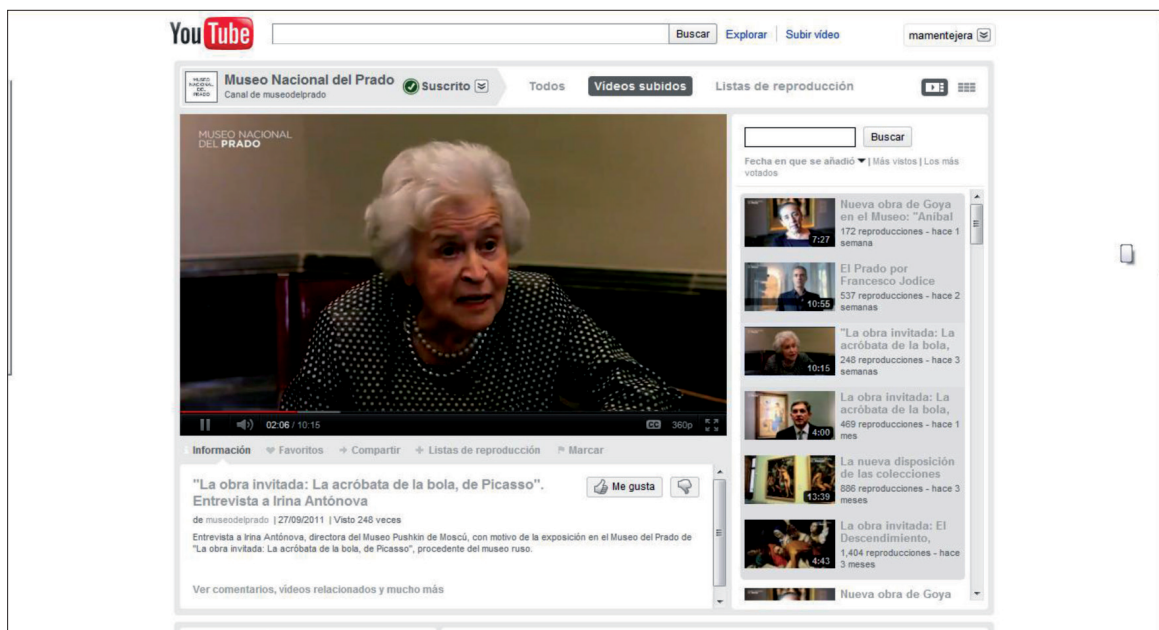 You Tube
Buscar
Explorar
Subir vídeo
mamentejera
MUSEO
NACIONAL
DEL
PRADO
Museo Nacional del Prado
Canal de museodelprado
Suscrito
Todos
Vídeos subidos
Listas de reproducción
MUSEO NACIONAL
DEL PRADO
02:06 / 10:15
CC
360p
Información
Favoritos
Compartir
Listas de reproducción
Marcar
"La obra invitada: La acróbata de la bola, de Picasso".
Entrevista a Irina Antónova
Me gusta
de museodelprado | 27/09/2011 | Visto 248 veces
Entrevista a Irina Antónova, directora del Museo Pushkin de Moscú, con motivo de la exposición en el Museo del Prado de
"La obra invitada: La acróbata de la bola, de Picasso", procedente del museo ruso.
Ver comentarios, vídeos relacionados y mucho más
Buscar
Fecha en que se añadió | Más vistos | Los más
votados
7:27
Nueva obra de Goya
en el Museo: "Aníbal
172 reproducciones - hace 1
semana
10:55
El Prado por
Francesco Jodice
537 reproducciones - hace 2
semanas
10:15
"La obra invitada: La
acróbata de la bola,
248 reproducciones - hace 3
semanas
4:00
La obra invitada: La
acróbata de la bola,
469 reproducciones - hace 1
mes
13:39
La nueva disposición
de las colecciones
886 reproducciones - hace 3
meses
4:43
La obra invitada: El
Descendimiento,
1,404 reproducciones - hace
3 meses
Nueva obra de Goya